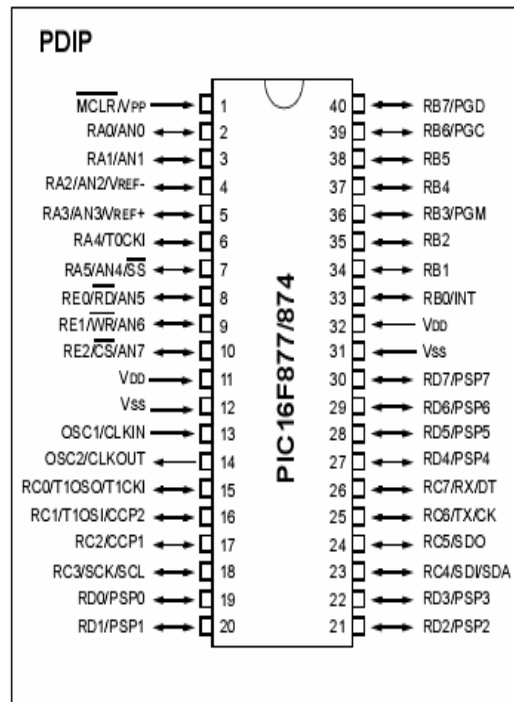 PDIP
MCLR/VPP 1 40 RB7/PGD
RA0/AN0 2 39 RB6/PGC
RA1/AN1 3 38 RB5
RA2/AN2/VREF- 4 37 RB4
RA3/AN3/VREF+ 5 36 RB3/PGM
RA4/T0CKI 6 35 RB2
RA5/AN4/SS 7 34 RB1
RE0/RD/AN5 8 33 RB0/INT
RE1/WR/AN6 9 32 VDD
RE2/CS/AN7 10 31 VSS
VDD 11 30 RD7/PSP7
VSS 12 29 RD6/PSP6
OSC1/CLKIN 13 28 RD5/PSP5
OSC2/CLKOUT 14 27 RD4/PSP4
RC0/T1OSO/T1CKI 15 26 RC7/RX/DT
RC1/T1OSI/CCP2 16 25 RC6/TX/CK
RC2/CCP1 17 24 RC5/SDO
RC3/SCK/SCL 18 23 RC4/SDI/SDA
RD0/PSP0 19 22 RD3/PSP3
RD1/PSP1 20 21 RD2/PSP2
PIC16F877/874